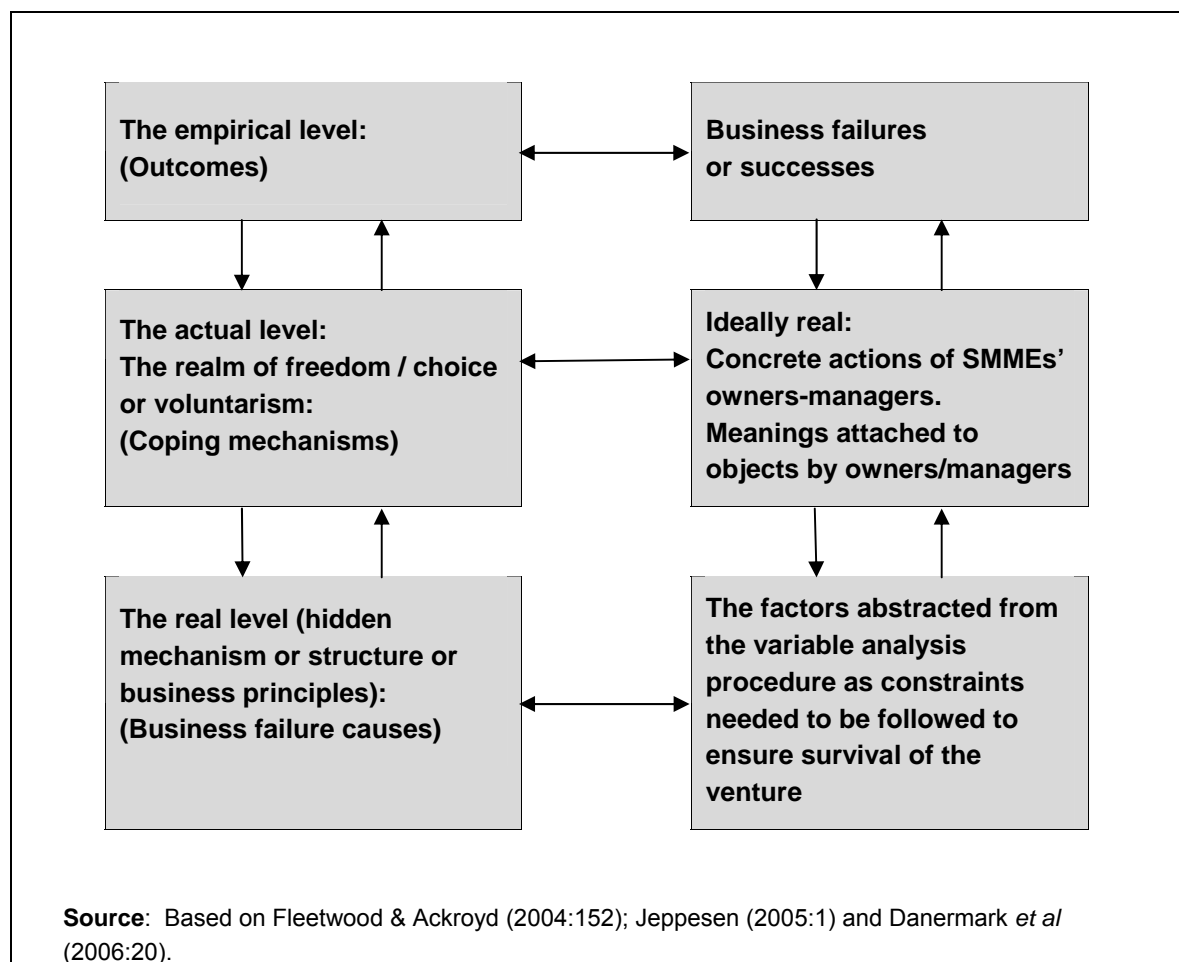 The empirical level:
(Outcomes)
Business failures
or successes
The actual level:
The realm of freedom / choice
or voluntarism:
(Coping mechanisms)
Ideally real:
Concrete actions of SMMEs’
owners-managers.
Meanings attached to
objects by owners/managers
The real level (hidden
mechanism or structure or
business principles):
(Business failure causes)
The factors abstracted from
the variable analysis
procedure as constraints
needed to be followed to
ensure survival of the
venture
Source: Based on Fleetwood & Ackroyd (2004:152); Jeppesen (2005:1) and Danermark et al
(2006:20).